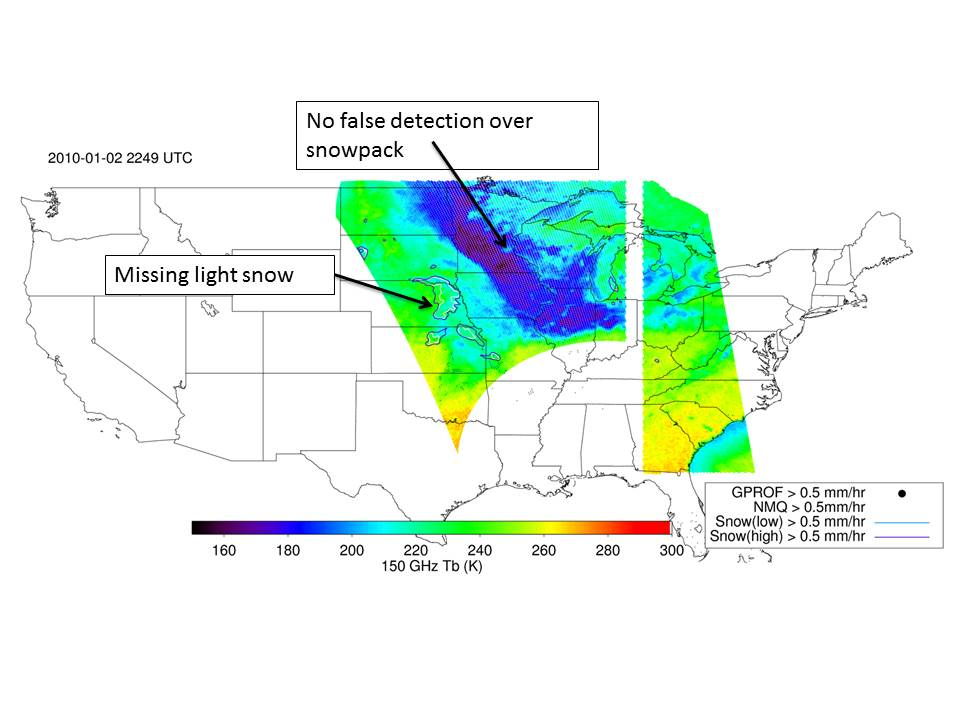 No false detection over
snowpack
2010-01-02 2249 UTC
Missing light snow
GPROF > 0.5 mm/hr
NMQ > 0.5mm/hr
Snow(low) > 0.5 mm/hr
Snow(high) > 0.5 mm/hr
160 180 200 220 240 260 280 300
150 GHz Tb (K)